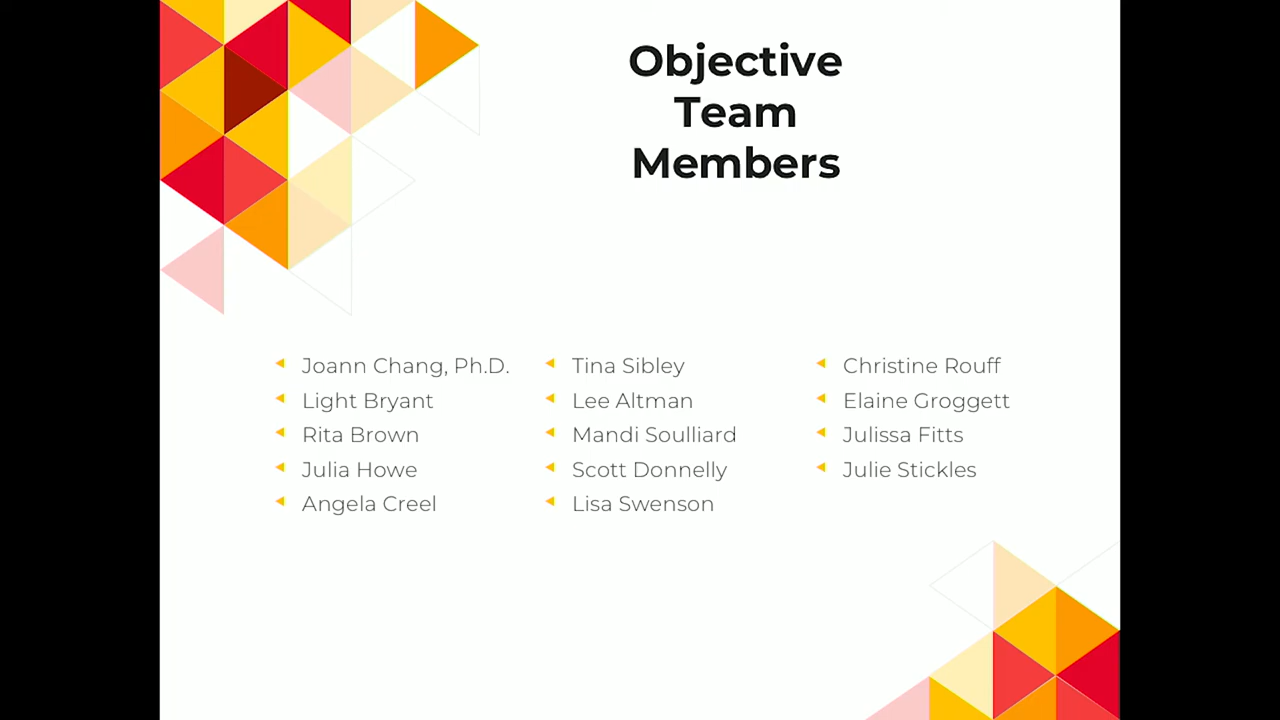 Objective
Team
Members
Joann Chang, Ph.D.
Light Bryant
Rita Brown
Julia Howe
Angela Creel
Tina Sibley
Lee Altman
Mandi Soulliard
Scott Donnelly
Lisa Swenson
Christine Rouff
Elaine Groggett
Julissa Fitts
Julie Stickles